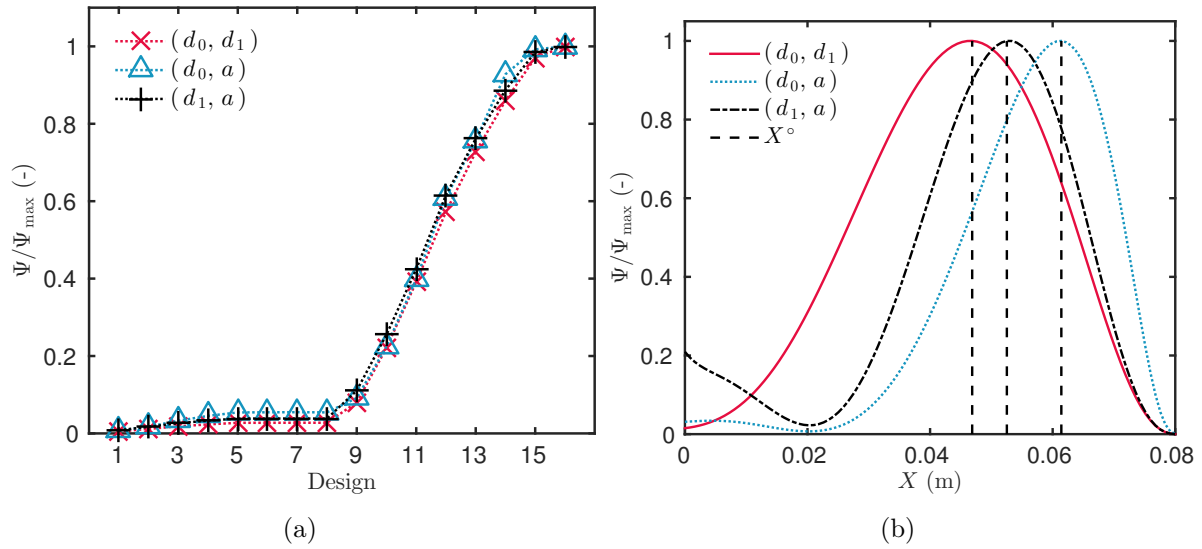 1
0.8
0.6
0.4
0.2
0
Ψ/Ψmax (-)
(d0, d1)
(d0, a)
(d1, a)
1 3 5 7 9 11 13 15
Design
(a)
1
0.8
0.6
0.4
0.2
0
Ψ/Ψmax (-)
(d0, d1)
(d0, a)
(d1, a)
X°
0 0.02 0.04 0.06 0.08
X (m)
(b)